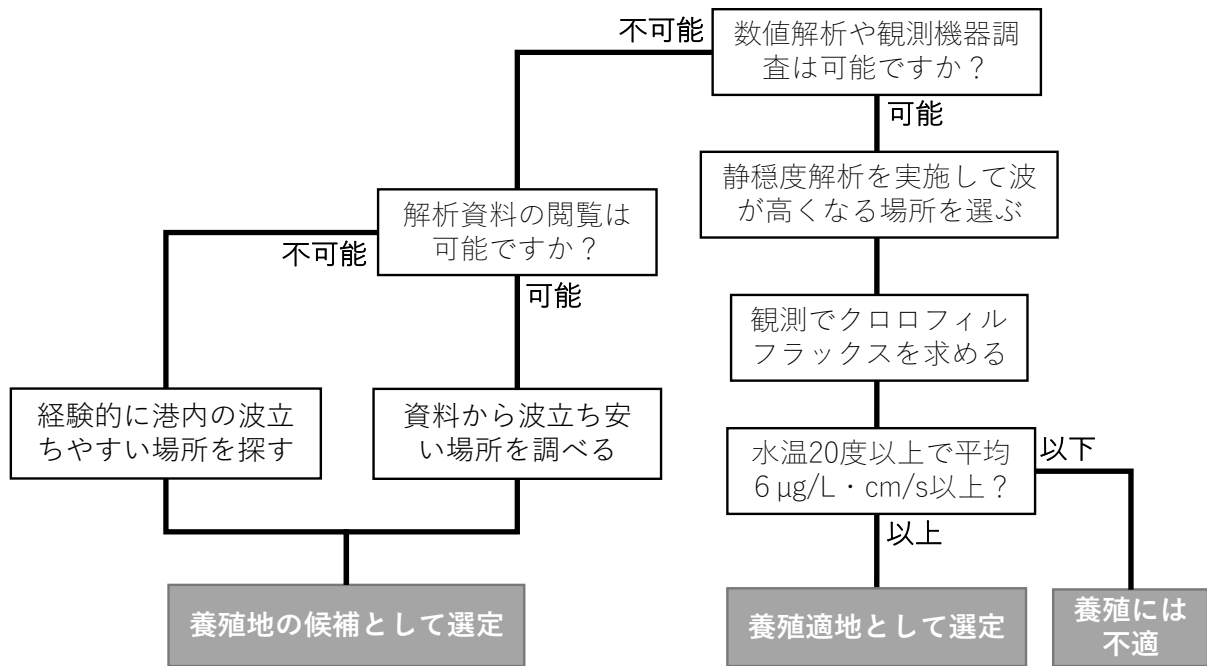 不可能
数値解析や観測機器調
査は可能ですか？
可能
静穏度解析を実施して波
が高くなる場所を選ぶ
解析資料の閲覧は
可能ですか？
不可能
可能
観測でクロロフィル
フラックスを求める
経験的に港内の波立
ちやすい場所を探す
資料から波立ち安
い場所を調べる
水温20度以上で平均
６μg/L・cm/s以上？
以下
以上
養殖地の候補として選定
養殖適地として選定
養殖には
不適